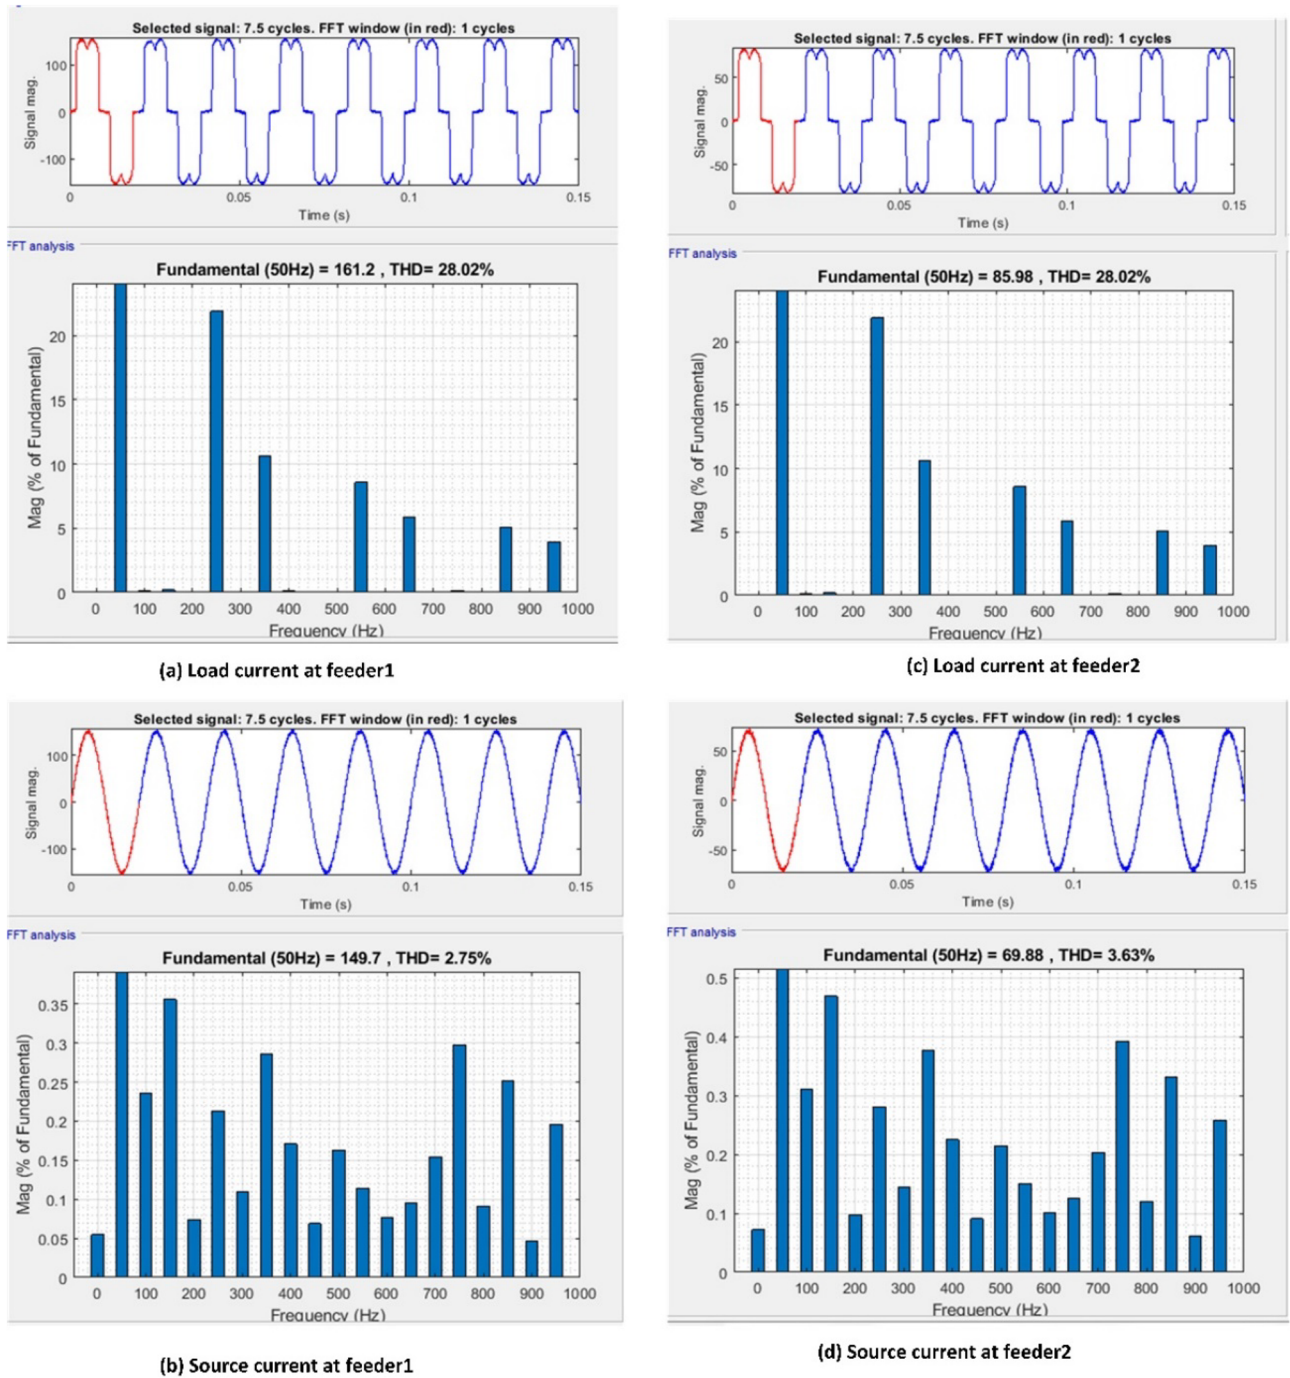 Selected signal: 7.5 cycles. FFT window (in red): 1 cycles
100
0
-100
Signal mag.
0 0.05 0.1 0.15
Time (s)
FFT analysis
Fundamental (50Hz) = 161.2 , THD= 28.02%
20
15
10
5
0
Mag (% of Fundamental)
0 100 200 300 400 500 600 700 800 900 1000
Frequency (Hz)
(a) Load current at feeder1
Selected signal: 7.5 cycles. FFT window (in red): 1 cycles
50
0
-50
Signal mag.
0 0.05 0.1 0.15
Time (s)
FFT analysis
Fundamental (50Hz) = 85.98 , THD= 28.02%
20
15
10
5
0
Mag (% of Fundamental)
0 100 200 300 400 500 600 700 800 900 1000
Frequency (Hz)
(c) Load current at feeder2
Selected signal: 7.5 cycles. FFT window (in red): 1 cycles
100
0
-100
Signal mag.
0 0.05 0.1 0.15
Time (s)
FFT analysis
Fundamental (50Hz) = 149.7 , THD= 2.75%
0.35
0.3
0.25
0.2
0.15
0.1
0.05
0
Mag (% of Fundamental)
0 100 200 300 400 500 600 700 800 900 1000
Frequency (Hz)
(b) Source current at feeder1
Selected signal: 7.5 cycles. FFT window (in red): 1 cycles
50
0
-50
Signal mag.
0 0.05 0.1 0.15
Time (s)
FFT analysis
Fundamental (50Hz) = 69.88 , THD= 3.63%
0.5
0.4
0.3
0.2
0.1
0
Mag (% of Fundamental)
0 100 200 300 400 500 600 700 800 900 1000
Frequency (Hz)
(d) Source current at feeder2